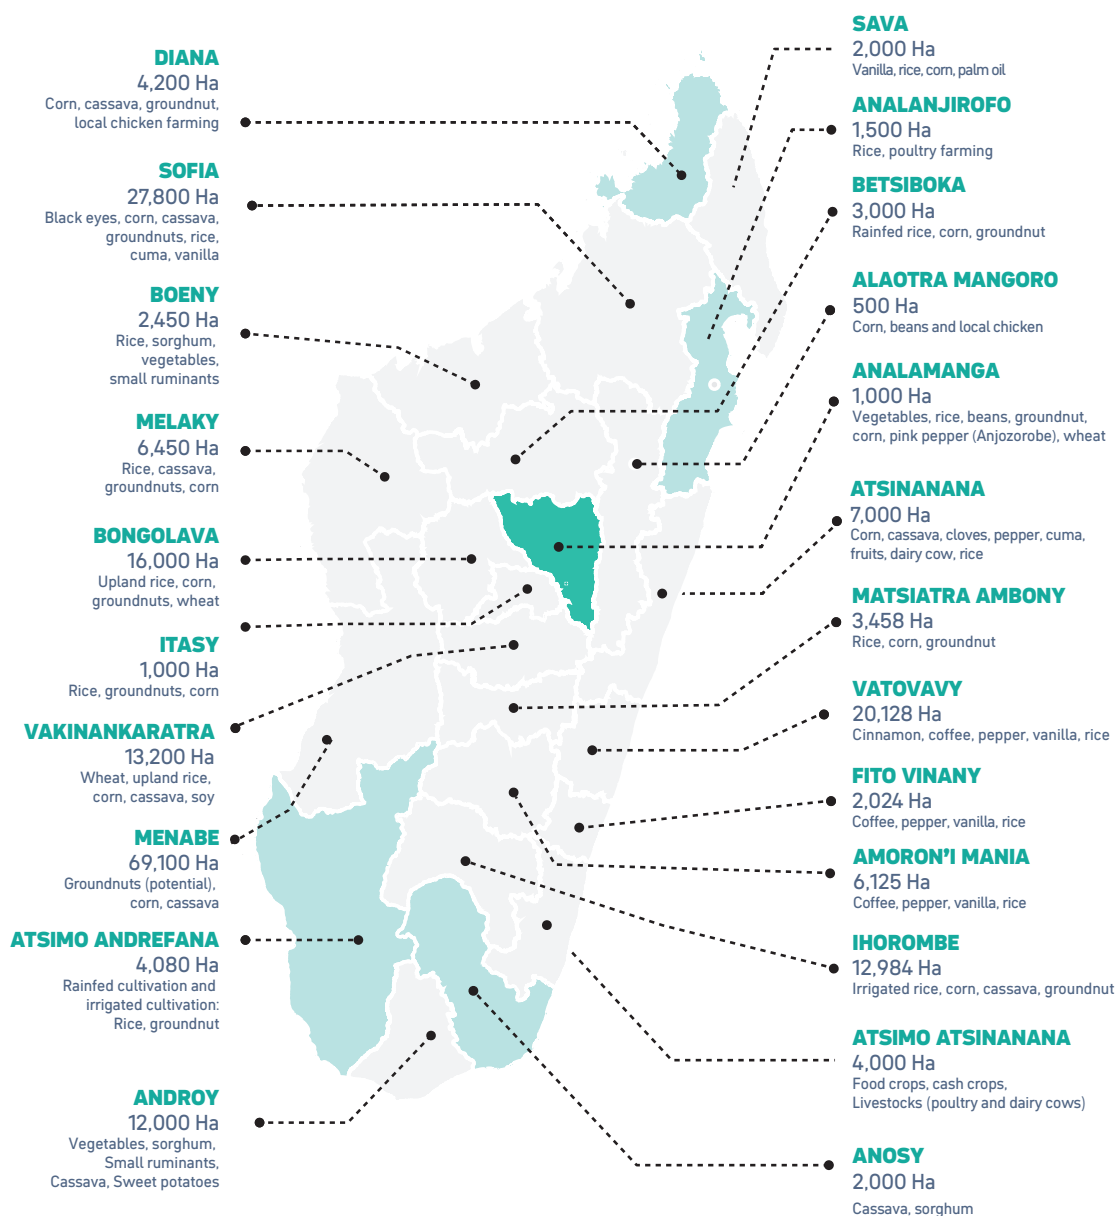 DIANA
4,200 Ha
Corn, cassava, groundnut,
local chicken farming
SOFIA
27,800 Ha
Black eyes, corn, cassava,
groundnuts, rice,
cuma, vanilla
BOENY
2,450 Ha
Rice, sorghum,
vegetables,
small ruminants
MELAKY
6,450 Ha
Rice, cassava,
groundnuts, corn
BONGOLAVA
16,000 Ha
Upland rice, corn,
groundnuts, wheat
ITASY
1,000 Ha
Rice, groundnuts, corn
VAKINANKARATRA
13,200 Ha
Wheat, upland rice,
corn, cassava, soy
MENABE
69,100 Ha
Groundnuts (potential),
corn, cassava
ATSIMO ANDREFANA
4,080 Ha
Rainfed cultivation and
irrigated cultivation:
Rice, groundnut
ANDROY
12,000 Ha
Vegetables, sorghum,
Small ruminants,
Cassava, Sweet potatoes
SAVA
2,000 Ha
Vanilla, rice, corn, palm oil
ANALANJIROFO
1,500 Ha
Rice, poultry farming
BETSIBOKA
3,000 Ha
Rainfed rice, corn, groundnut
ALAOTRA MANGORO
500 Ha
Corn, beans and local chicken
ANALAMANGA
1,000 Ha
Vegetables, rice, beans, groundnut,
corn, pink pepper (Anjozorobe), wheat
ATSINANANA
7,000 Ha
Corn, cassava, cloves, pepper, cuma,
fruits, dairy cow, rice
MATSIATRA AMBONY
3,458 Ha
Rice, corn, groundnut
VATOVAVY
20,128 Ha
Cinnamon, coffee, pepper, vanilla, rice
FITO VINANY
2,024 Ha
Coffee, pepper, vanilla, rice
AMORON'I MANIA
6,125 Ha
Coffee, pepper, vanilla, rice
IHOROMBE
12,984 Ha
Irrigated rice, corn, cassava, groundnut
ATSIMO ATSINANANA
4,000 Ha
Food crops, cash crops,
Livestocks (poultry and dairy cows)
ANOSY
2,000 Ha
Cassava, sorghum